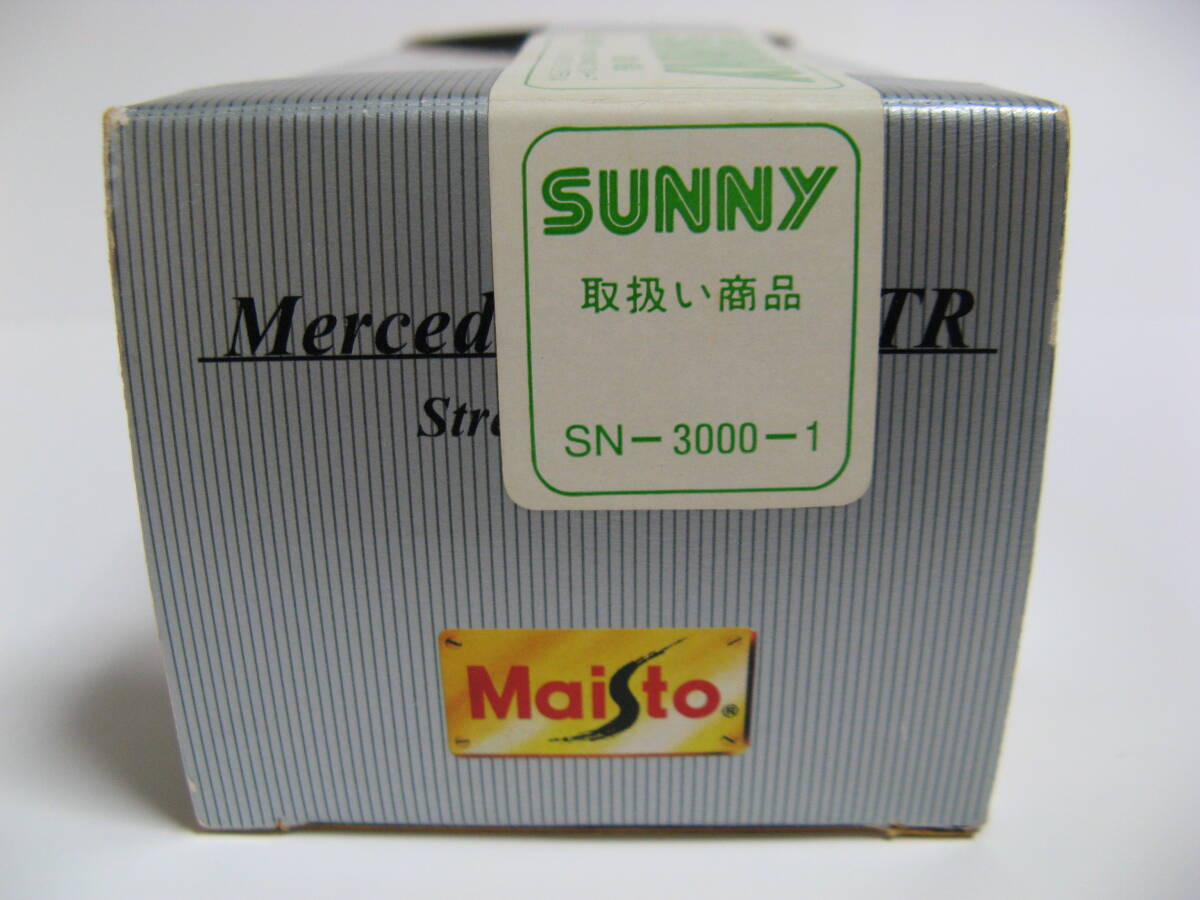 SUNNY
取扱い商品
Merced TR
Str
SN-3000-1
Maisto®